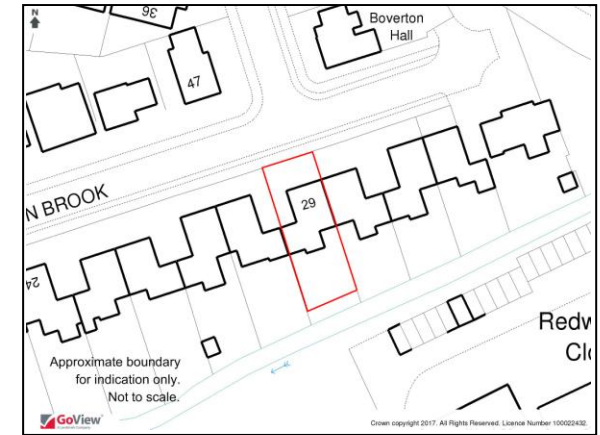 N
36
Boverton
Hall
47
N BROOK
29
24
Redw
Clo
Approximate boundary
for indication only.
Not to scale.
GoView
Crown copyright 2017. All Rights Reserved. Licence Number 100022432.